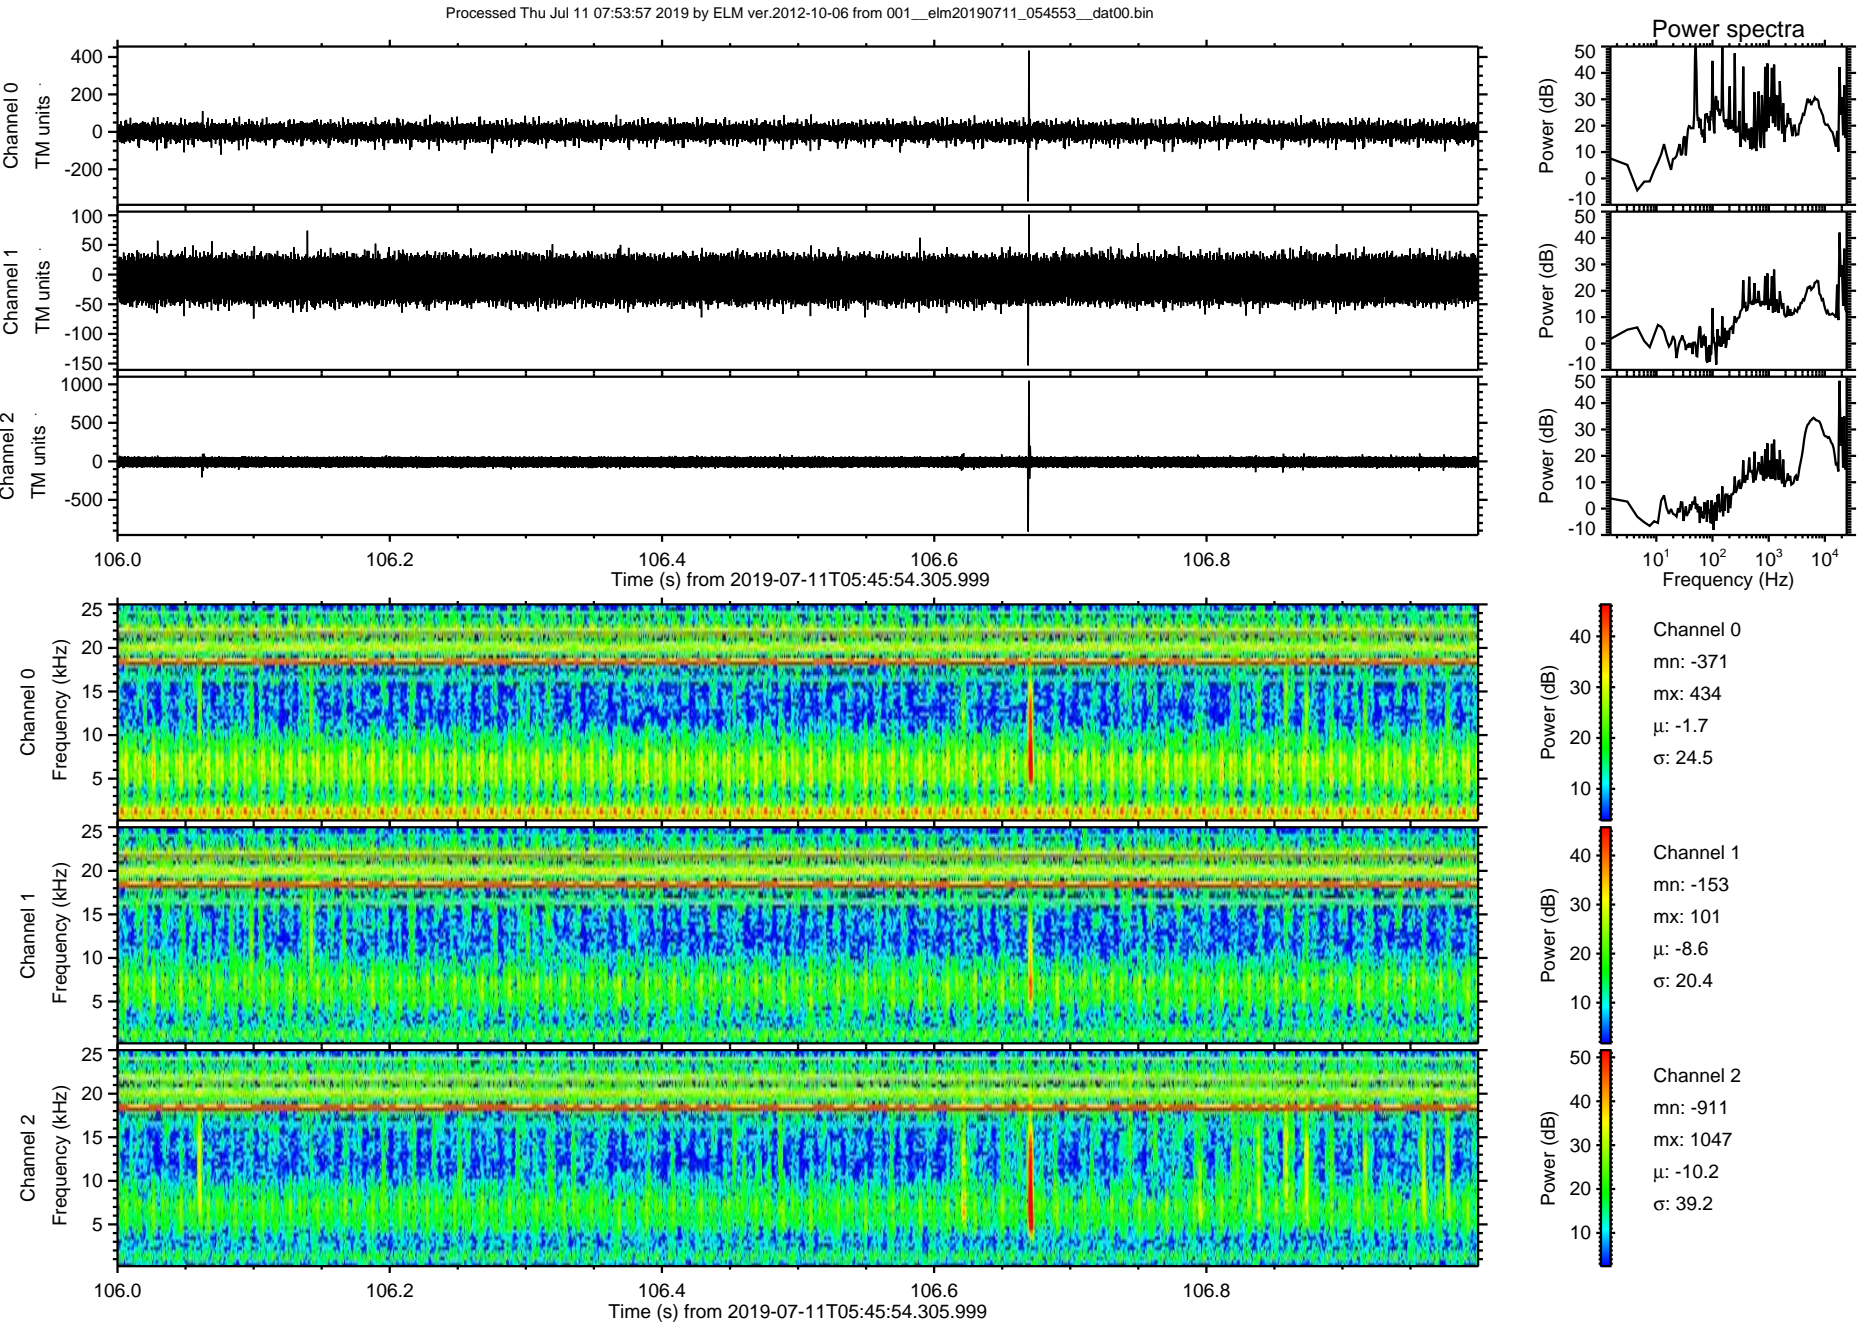 Processed Thu Jul 11 07:53:57 2019 by ELM ver.2012-10-06 from 001__elm20190711_054553__dat00.bin
Power spectra
Channel 0
TM units
400
200
0
-200
Power (dB)
50
40
30
20
10
0
-10
Channel 1
TM units
100
50
0
-50
-100
-150
Power (dB)
50
40
30
20
10
0
-10
Channel 2
TM units
1000
500
0
-500
Power (dB)
50
40
30
20
10
0
-10
106.0 106.2 106.4 106.6 106.8
Time (s) from 2019-07-11T05:45:54.305.999
10¹ 10² 10³ 10⁴
Frequency (Hz)
Channel 0
Frequency (kHz)
25
20
15
10
5
Power (dB)
40
30
20
10
Channel 0
mn: -371
mx: 434
μ: -1.7
σ: 24.5
Channel 1
Frequency (kHz)
25
20
15
10
5
Power (dB)
40
30
20
10
Channel 1
mn: -153
mx: 101
μ: -8.6
σ: 20.4
Channel 2
Frequency (kHz)
25
20
15
10
5
Power (dB)
50
40
30
20
10
Channel 2
mn: -911
mx: 1047
μ: -10.2
σ: 39.2
106.0 106.2 106.4 106.6 106.8
Time (s) from 2019-07-11T05:45:54.305.999